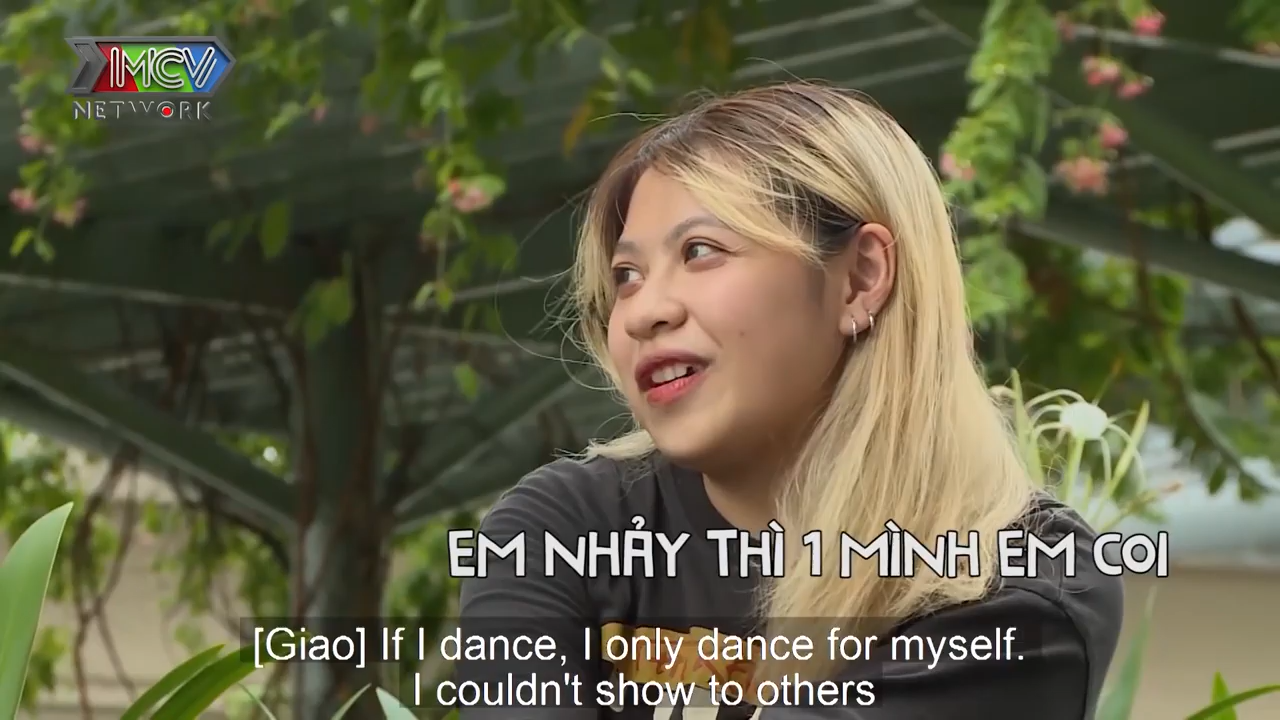 MCV
NETWORK
EM NHẢY THÌ 1 MÌNH EM COI
[Giao] If I dance, I only dance for myself.
I couldn't show to others